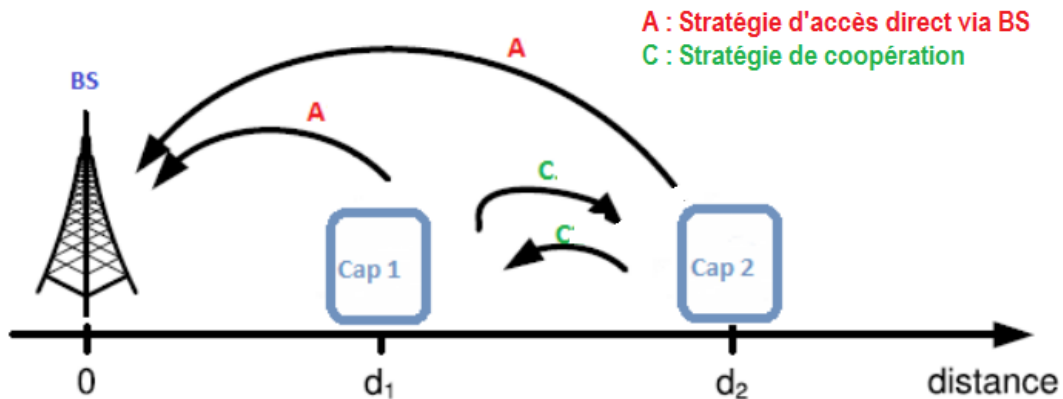 A : Stratégie d'accès direct via BS
C : Stratégie de coopération
A
BS
A
C
C
Cap 1
Cap 2
0
d₁
d₂
distance